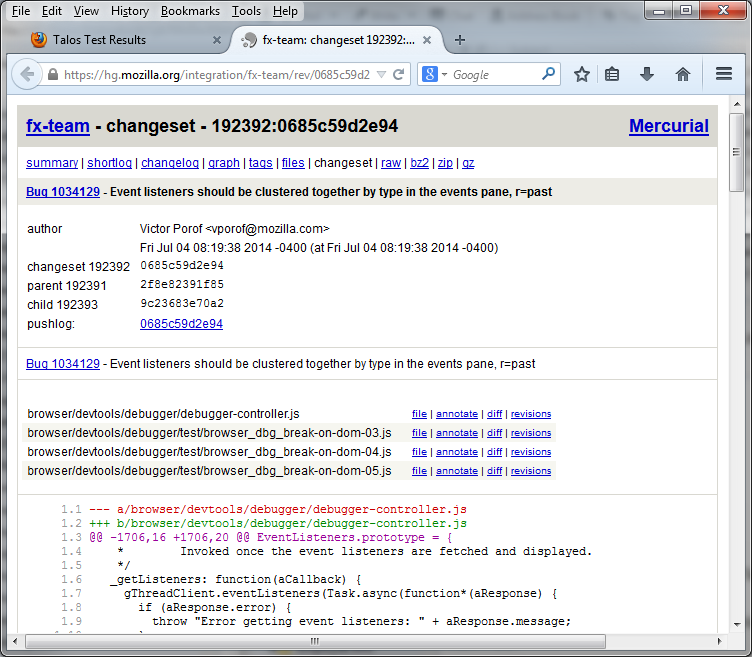 File Edit View History Bookmarks Tools Help
Talos Test Results fx-team: changeset 192392:...
https://hg.mozilla.org/integration/fx-team/rev/0685c59d2 Google
fx-team - changeset - 192392:0685c59d2e94 Mercurial
summary | shortlog | changelog | graph | tags | files | changeset | raw | bz2 | zip | gz
Bug 1034129 - Event listeners should be clustered together by type in the events pane, r=past
author Victor Porof <vporof@mozilla.com>
Fri Jul 04 08:19:38 2014 -0400 (at Fri Jul 04 08:19:38 2014 -0400)
changeset 192392 0685c59d2e94
parent 192391 2f8e82391f85
child 192393 9c23683e70a2
pushlog: 0685c59d2e94
Bug 1034129 - Event listeners should be clustered together by type in the events pane, r=past
browser/devtools/debugger/debugger-controller.js file | annotate | diff | revisions
browser/devtools/debugger/test/browser_dbg_break-on-dom-03.js file | annotate | diff | revisions
browser/devtools/debugger/test/browser_dbg_break-on-dom-04.js file | annotate | diff | revisions
browser/devtools/debugger/test/browser_dbg_break-on-dom-05.js file | annotate | diff | revisions
1.1 --- a/browser/devtools/debugger/debugger-controller.js
1.2 +++ b/browser/devtools/debugger/debugger-controller.js
1.3 @@ -1706,16 +1706,20 @@ EventListeners.prototype = {
1.4 * Invoked once the event listeners are fetched and displayed.
1.5 */
1.6 _getListeners: function(aCallback) {
1.7 gThreadClient.eventListeners(Task.async(function*(aResponse) {
1.8 if (aResponse.error) {
1.9 throw "Error getting event listeners: " + aResponse.message;